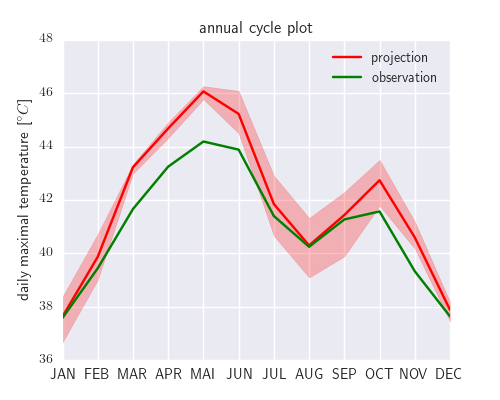 annual cycle plot
48
46
44
42
40
38
36
daily maximal temperature [°C]
projection
observation
JAN FEB MAR APR MAI JUN JUL AUG SEP OCT NOV DEC